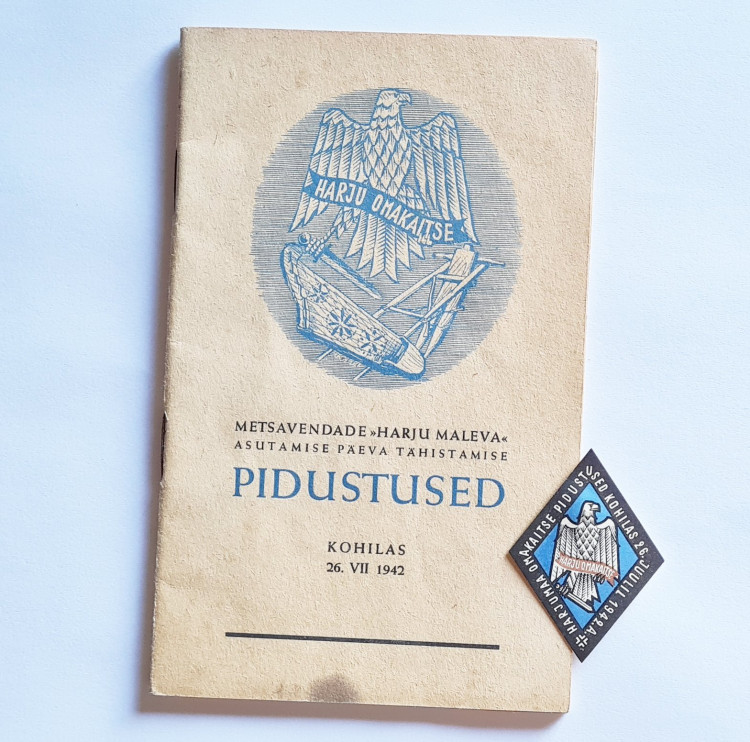 HARJU OMAKAITSE
METSAVENDADE »HARJU MALEVA«
ASUTAMISE PÄEVA TÄHISTAMISE
PIDUSTUSED
KOHILAS
26. VII 1942
HARJUMAA OMAKAITSE PIDUSTUSED KOHILAS 26. JUULIL 1942.A.
HARJU OMAKAITSE